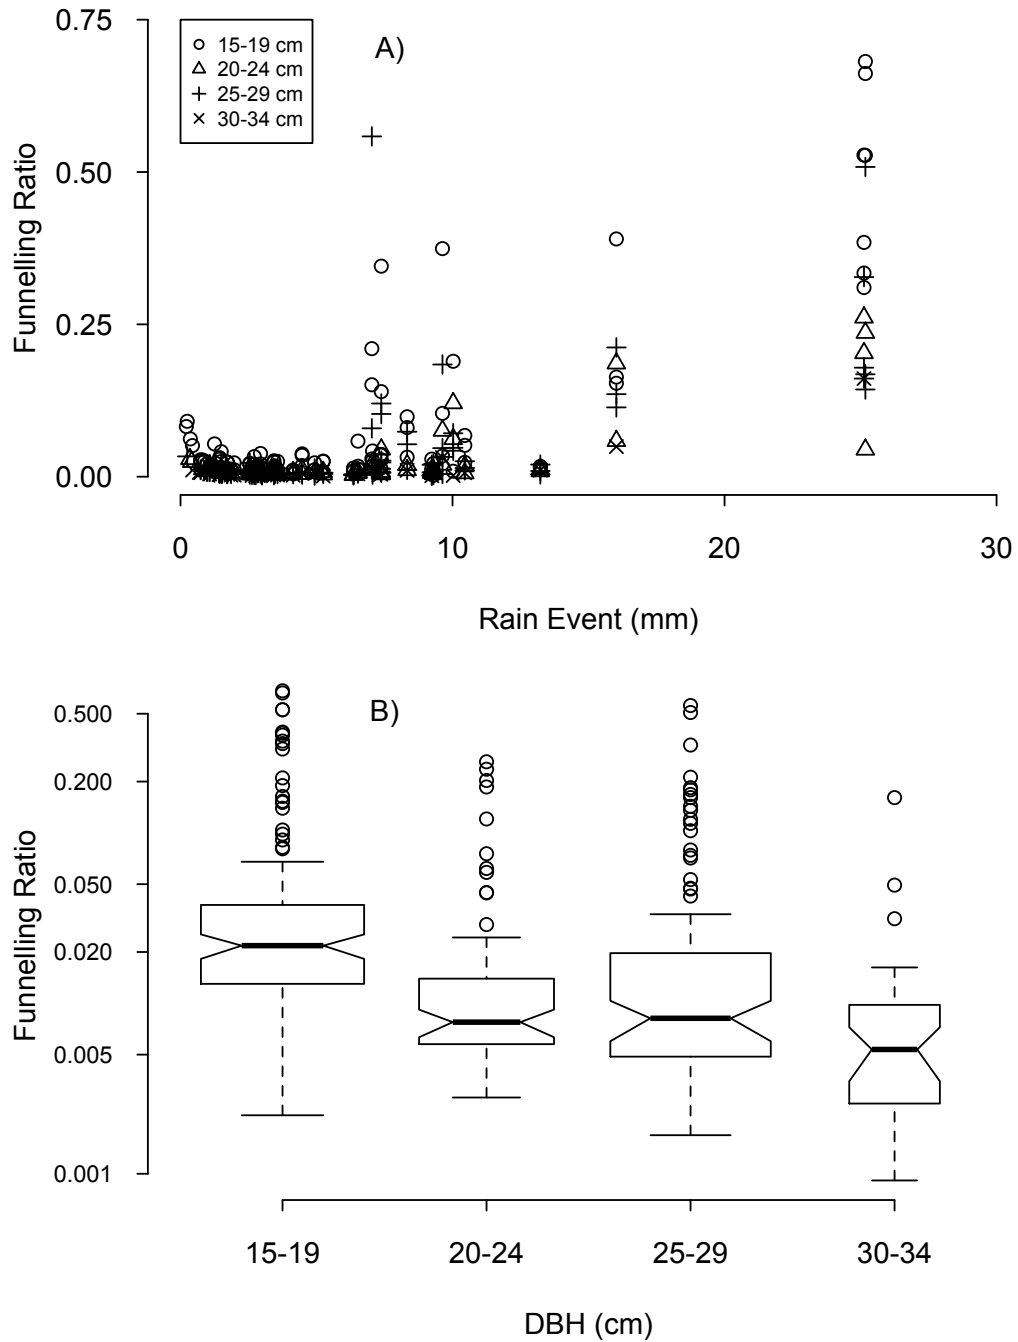 0.75
A)
15-19 cm
20-24 cm
25-29 cm
30-34 cm
0.50
0.25
0.00
Funnelling Ratio
0 10 20 30
Rain Event (mm)
B)
0.500
0.200
0.050
0.020
0.005
0.001
Funnelling Ratio
15-19 20-24 25-29 30-34
DBH (cm)